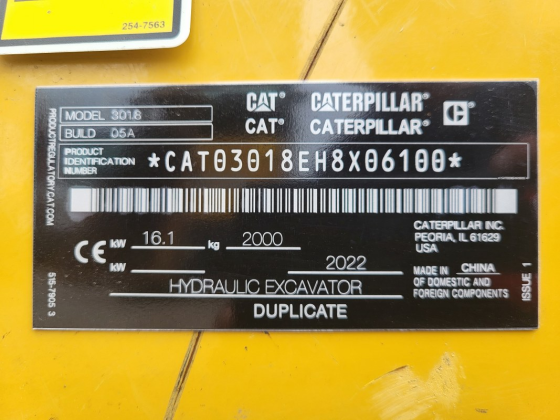 254-7563
CAT® CATERPILLAR® C®
CAT® CATERPILLAR®
MODEL 301.8
BUILD 05A
PRODUCT IDENTIFICATION NUMBER
*CAT03018EH8X06100*
CE kW 16.1 kg 2000
kW 2022
HYDRAULIC EXCAVATOR
DUPLICATE
CATERPILLAR INC.
PEORIA, IL 61629
USA
MADE IN CHINA
OF DOMESTIC AND
FOREIGN COMPONENTS
PRODUCTREGULATORY.CAT.COM
515-7905 3
ISSUE 1